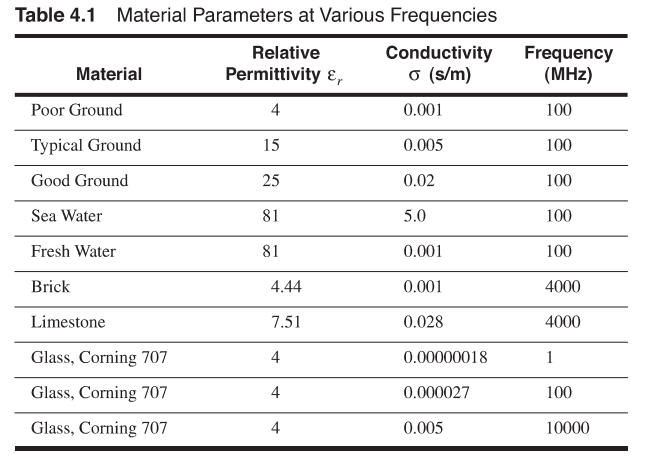 Table 4.1 Material Parameters at Various Frequencies
Relative Conductivity Frequency
Material Permittivity εr σ (s/m) (MHz)
Poor Ground 4 0.001 100
Typical Ground 15 0.005 100
Good Ground 25 0.02 100
Sea Water 81 5.0 100
Fresh Water 81 0.001 100
Brick 4.44 0.001 4000
Limestone 7.51 0.028 4000
Glass, Corning 707 4 0.00000018 1
Glass, Corning 707 4 0.000027 100
Glass, Corning 707 4 0.005 10000